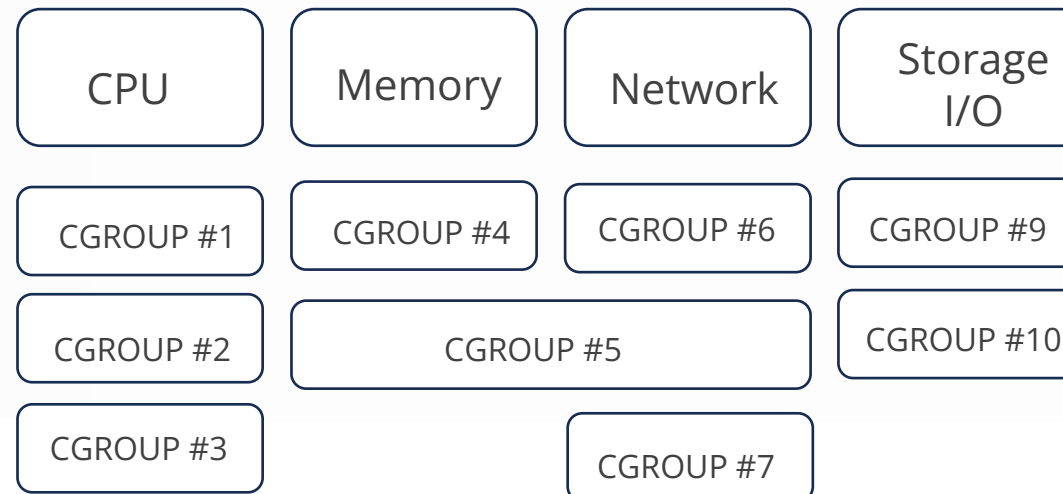 CPU
Memory
Network
Storage
I/O
CGROUP #1
CGROUP #4
CGROUP #6
CGROUP #9
CGROUP #2
CGROUP #5
CGROUP #10
CGROUP #3
CGROUP #7